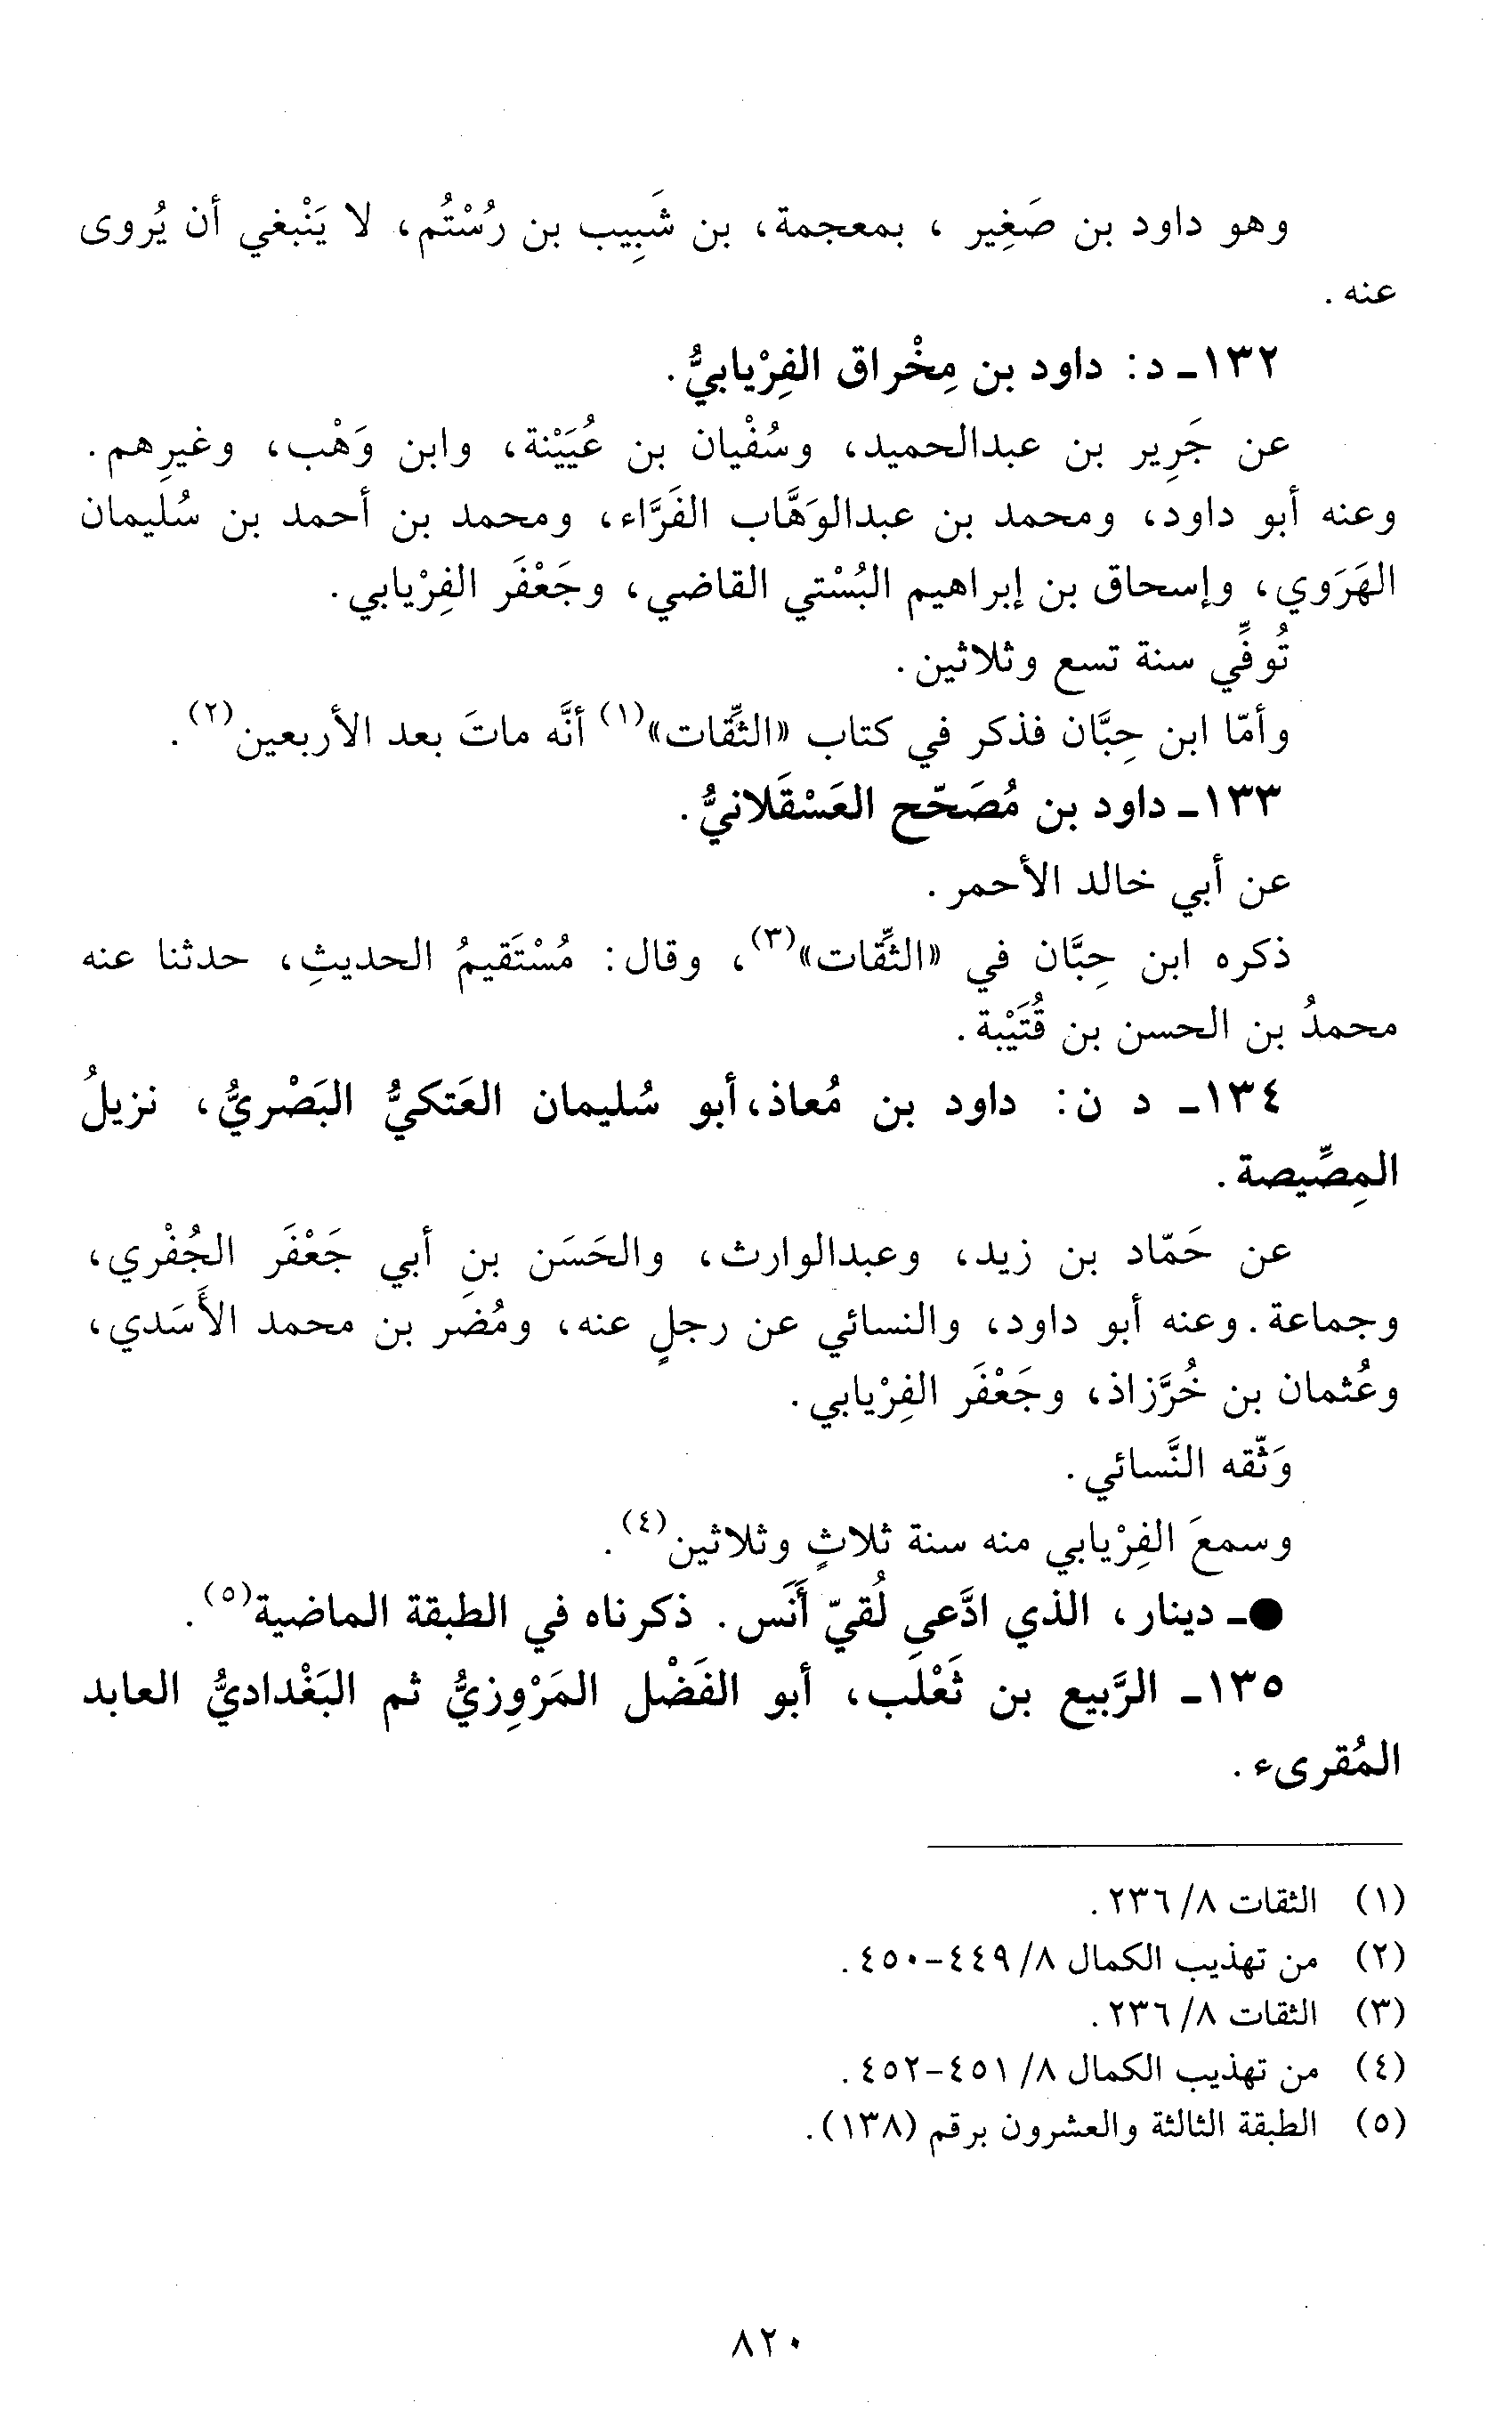 وهو داود بن صَغِير ، بمعجمة، بن شَبِيب بن رُسْتُم، لا يَنْبغي أن يُروى
عنه .
١٣٢ـ د: داود بن مِخْراق الفِرْيابيُّ.
عن جَرِير بن عبدالحميد، وسُفْيان بن عُيَيْنة، وابن وَهْب، وغيرِهم.
وعنه أبو داود، ومحمد بن عبدالوَهَّاب الفَرَّاء، ومحمد بن أحمد بن سُليمان
الهَرَوي، وإسحاق بن إبراهيم البُسْتي القاضي، وجَعْفَر الفِرْيابي.
تُوفِّي سنة تسع وثلاثين.
وأمّا ابن حِبَّان فذكر في كتاب «الثِّقات»(١) أنَّه ماتَ بعد الأربعين(٢).
١٣٣ـ داود بن مُصَحّح العَسْقَلانيُّ.
عن أبي خالد الأحمر.
ذكره ابن حِبَّان في «الثِّقات»(٣)، وقال: مُسْتَقيمُ الحديثِ، حدثنا عنه
محمدُ بن الحسن بن قُتَيْبة.
١٣٤ـ د ن: داود بن مُعاذ، أبو سُليمان العَتكيُّ البَصْريُّ، نزيلُ
المِصِّيصة.
عن حَمّاد بن زيد، وعبدالوارث، والحَسَن بنِ أبي جَعْفَر الجُفْري،
وجماعة. وعنه أبو داود، والنسائي عن رجلٍ عنه، ومُضَر بن محمد الأَسَدي،
وعُثمان بن خُرَّزاذ، وجَعْفَر الفِرْيابي.
وَثّقه النَّسائي.
وسمعَ الفِرْيابي منه سنة ثلاثٍ وثلاثين(٤).
●ـ دينار، الذي ادَّعى لُقيّ أَنَس. ذكرناه في الطبقة الماضية(٥).
١٣٥ـ الرَّبيع بن ثَعْلَب، أبو الفَضْل المَرْوِزيُّ ثم البَغْداديُّ العابد
المُقرىء.
(١) الثقات ٨/ ٢٣٦.
(٢) من تهذيب الكمال ٨/ ٤٤٩-٤٥٠.
(٣) الثقات ٨/ ٢٣٦.
(٤) من تهذيب الكمال ٨/ ٤٥١-٤٥٢.
(٥) الطبقة الثالثة والعشرون برقم (١٣٨).
٨٢٠